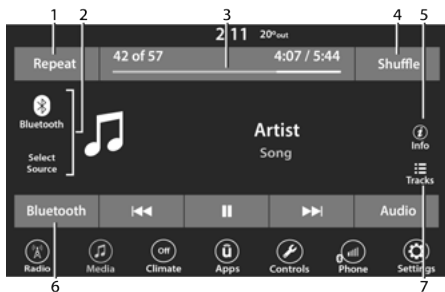 1 2 3 4 5
2 11 20°out
Repeat 42 of 57 4:07 / 5:44 Shuffle
Bluetooth
Artist
Song
Info
Select
Source
Tracks
Bluetooth Audio
Radio Media Off Climate Apps Controls Phone Settings
6 7